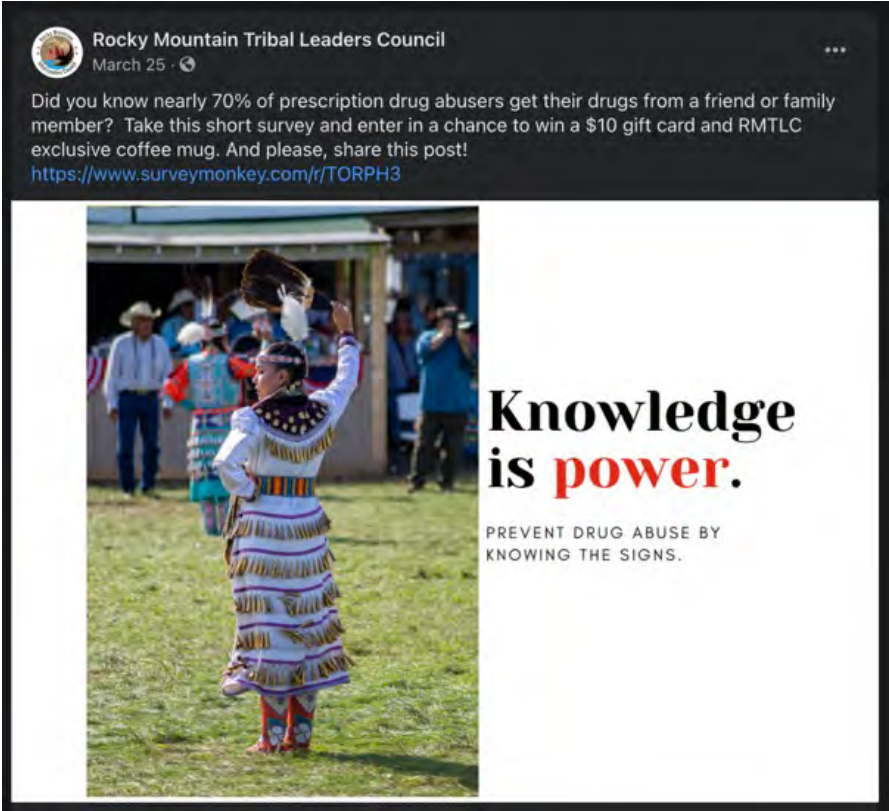 Rocky Mountain Tribal Leaders Council
March 25 ·
Did you know nearly 70% of prescription drug abusers get their drugs from a friend or family
member? Take this short survey and enter in a chance to win a $10 gift card and RMTLC
exclusive coffee mug. And please, share this post!
https://www.surveymonkey.com/r/TORPH3
Knowledge
is power.
PREVENT DRUG ABUSE BY
KNOWING THE SIGNS.